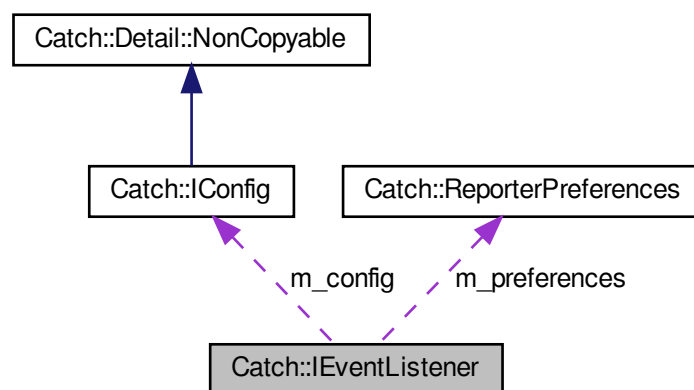 Catch::Detail::NonCopyable
Catch::IConfig
Catch::ReporterPreferences
m_config
m_preferences
Catch::IEventListener